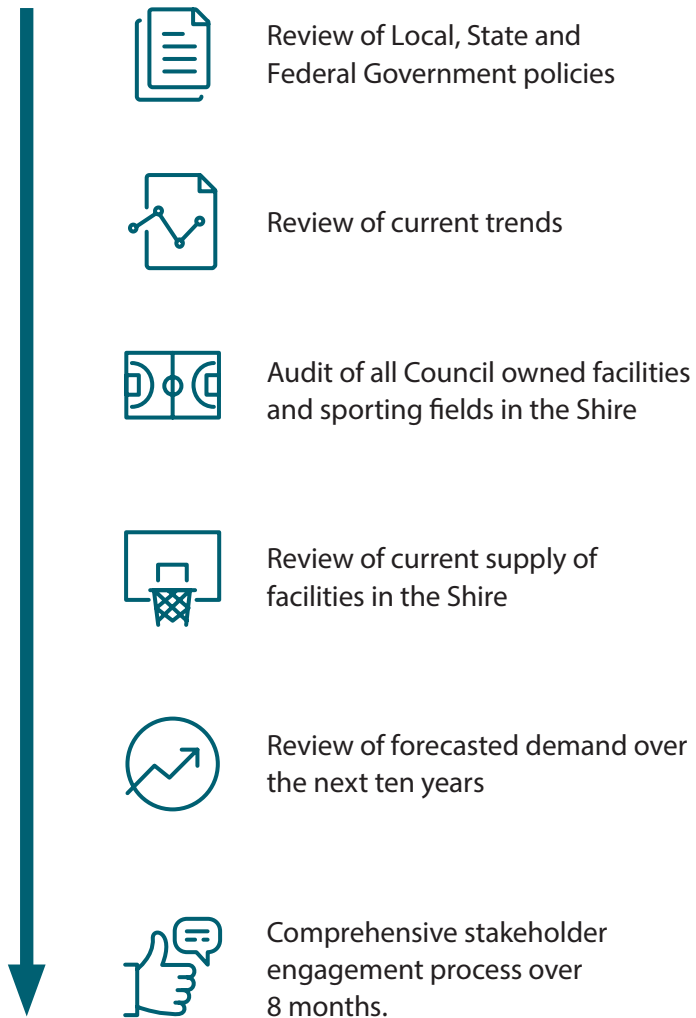 Review of Local, State and
Federal Government policies
Review of current trends
Audit of all Council owned facilities
and sporting fields in the Shire
Review of current supply of
facilities in the Shire
Review of forecasted demand over
the next ten years
Comprehensive stakeholder
engagement process over
8 months.